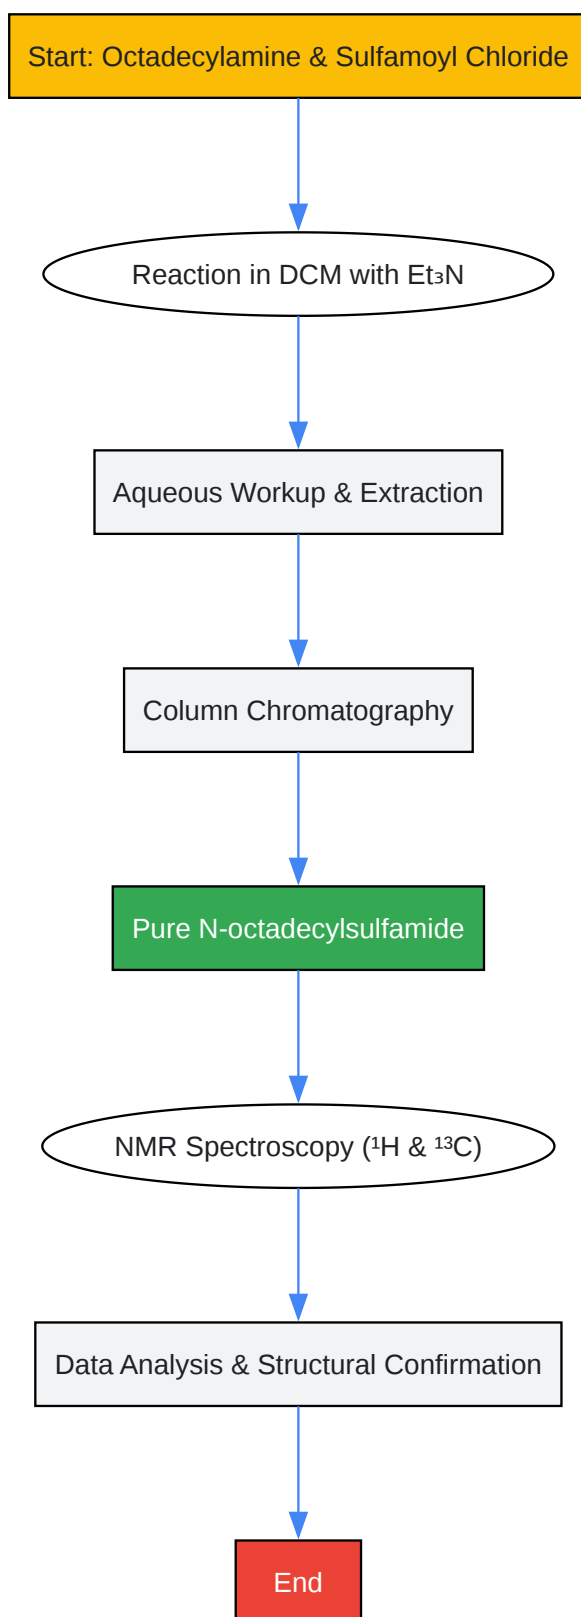 Start: Octadecylamine & Sulfamoyl Chloride
Reaction in DCM with Et₃N
Aqueous Workup & Extraction
Column Chromatography
Pure N-octadecylsulfamide
NMR Spectroscopy (¹H & ¹³C)
Data Analysis & Structural Confirmation
End